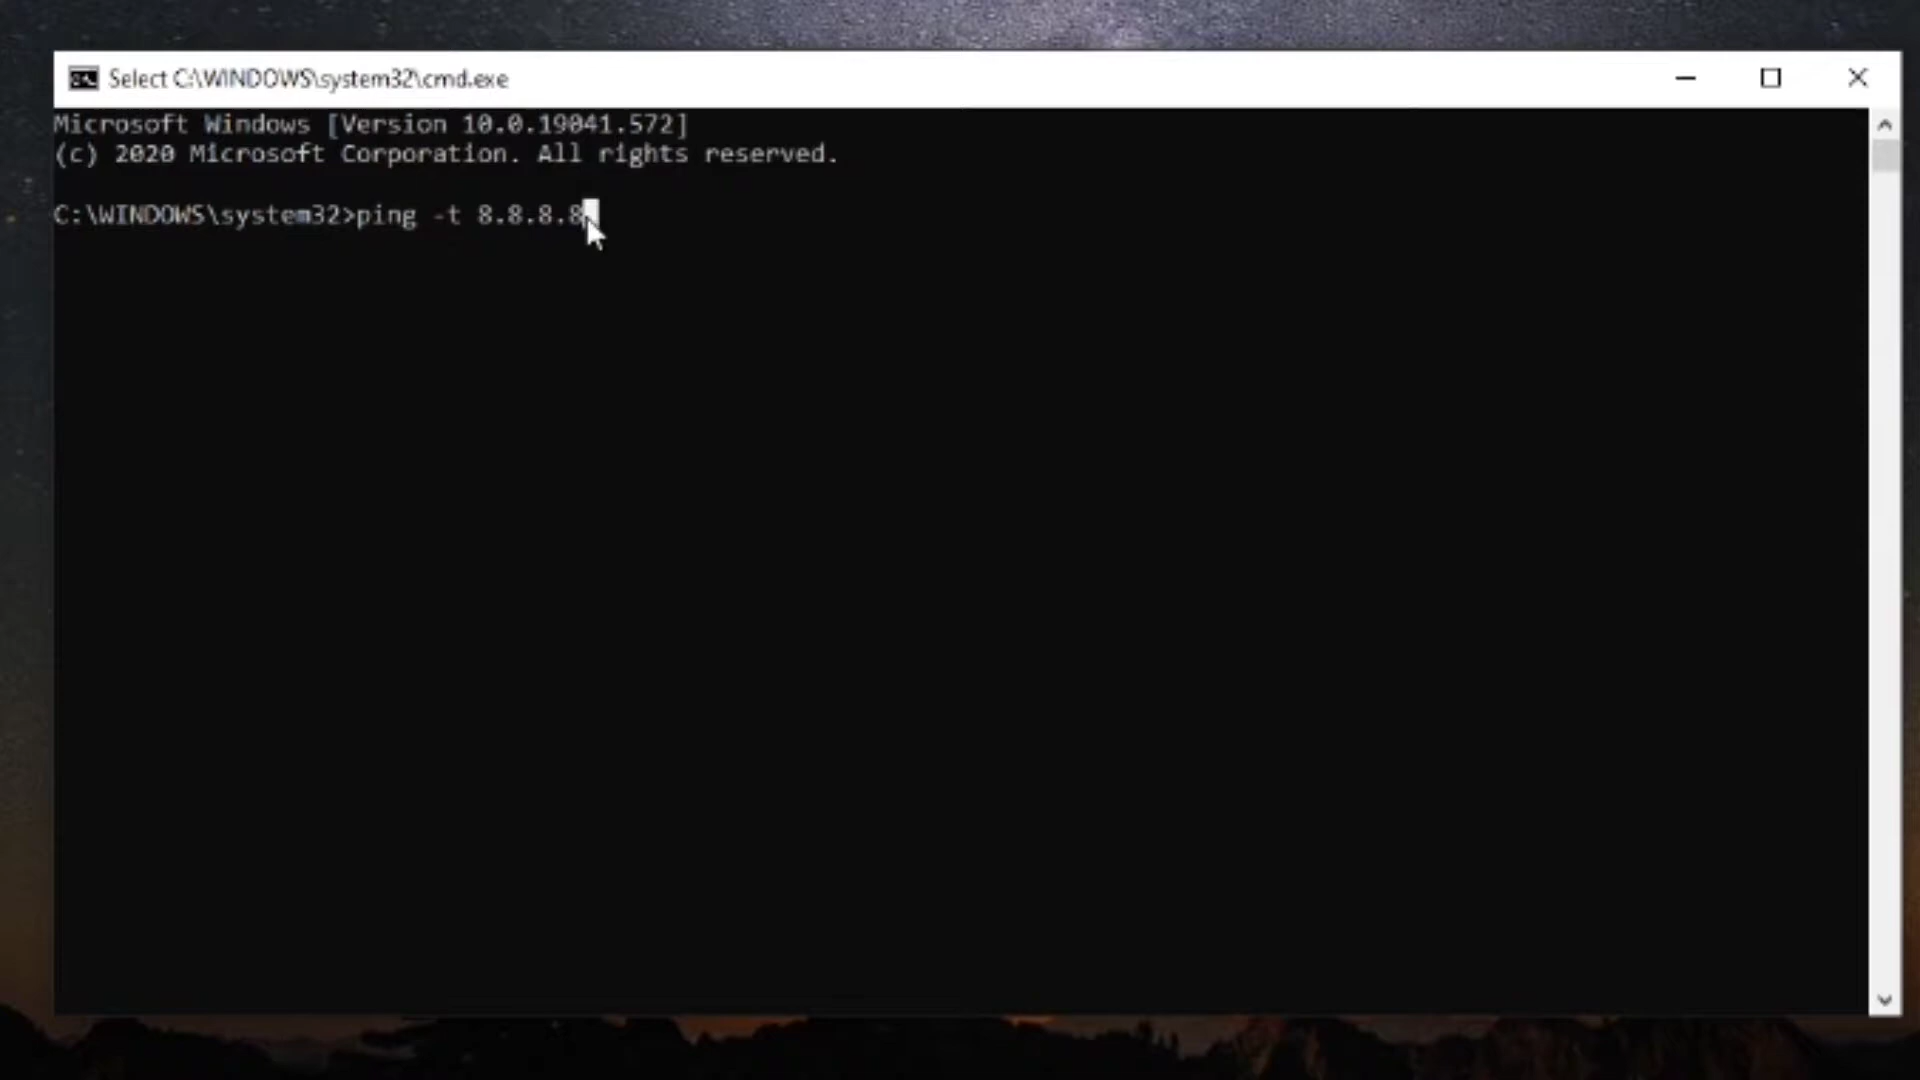 Select C:\WINDOWS\system32\cmd.exe
Microsoft Windows [Version 10.0.19041.572]
(c) 2020 Microsoft Corporation. All rights reserved.
C:\WINDOWS\system32>ping -t 8.8.8.8